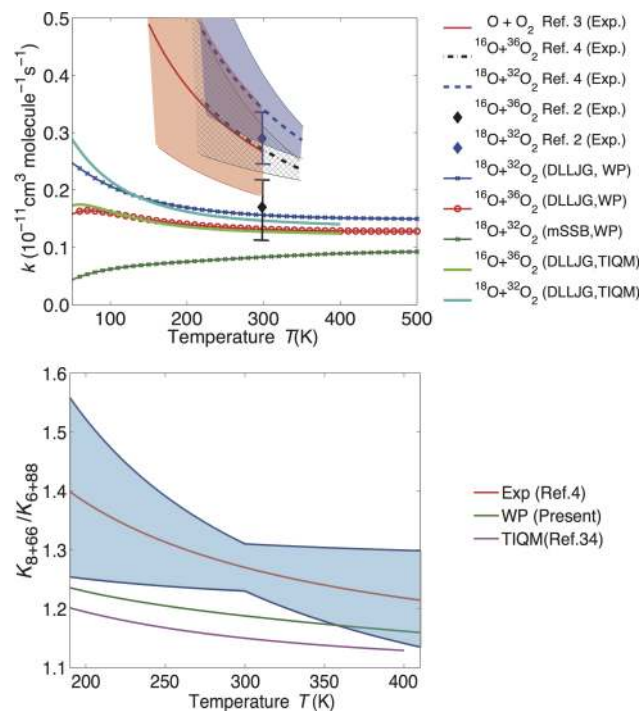 0.5
0.4
0.3
0.2
0.1
0.0
k (10⁻¹¹cm³ molecule⁻¹s⁻¹)
100
200
300
400
500
Temperature T(K)
O + O₂ Ref. 3 (Exp.)
¹⁶O+³⁶O₂ Ref. 4 (Exp.)
¹⁸O+³²O₂ Ref. 4 (Exp.)
¹⁶O+³⁶O₂ Ref. 2 (Exp.)
¹⁸O+³²O₂ Ref. 2 (Exp.)
¹⁸O+³²O₂ (DLLJG, WP)
¹⁶O+³⁶O₂ (DLLJG,WP)
¹⁸O+³²O₂ (mSSB,WP)
¹⁶O+³⁶O₂ (DLLJG,TIQM)
¹⁸O+³²O₂ (DLLJG,TIQM)
1.6
1.5
1.4
1.3
1.2
1.1
K₈₊₆₆/K₆₊₈₈
200
250
300
350
400
Temperature T(K)
Exp (Ref.4)
WP (Present)
TIQM(Ref.34)